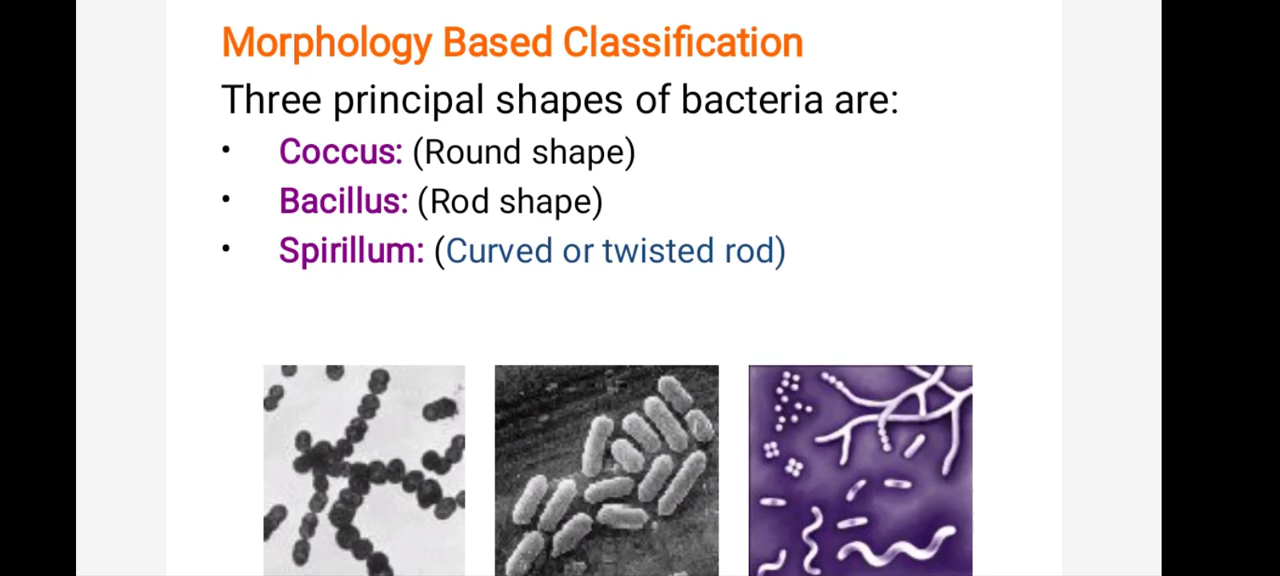 Morphology Based Classification
Three principal shapes of bacteria are:
• Coccus: (Round shape)
• Bacillus: (Rod shape)
• Spirillum: (Curved or twisted rod)